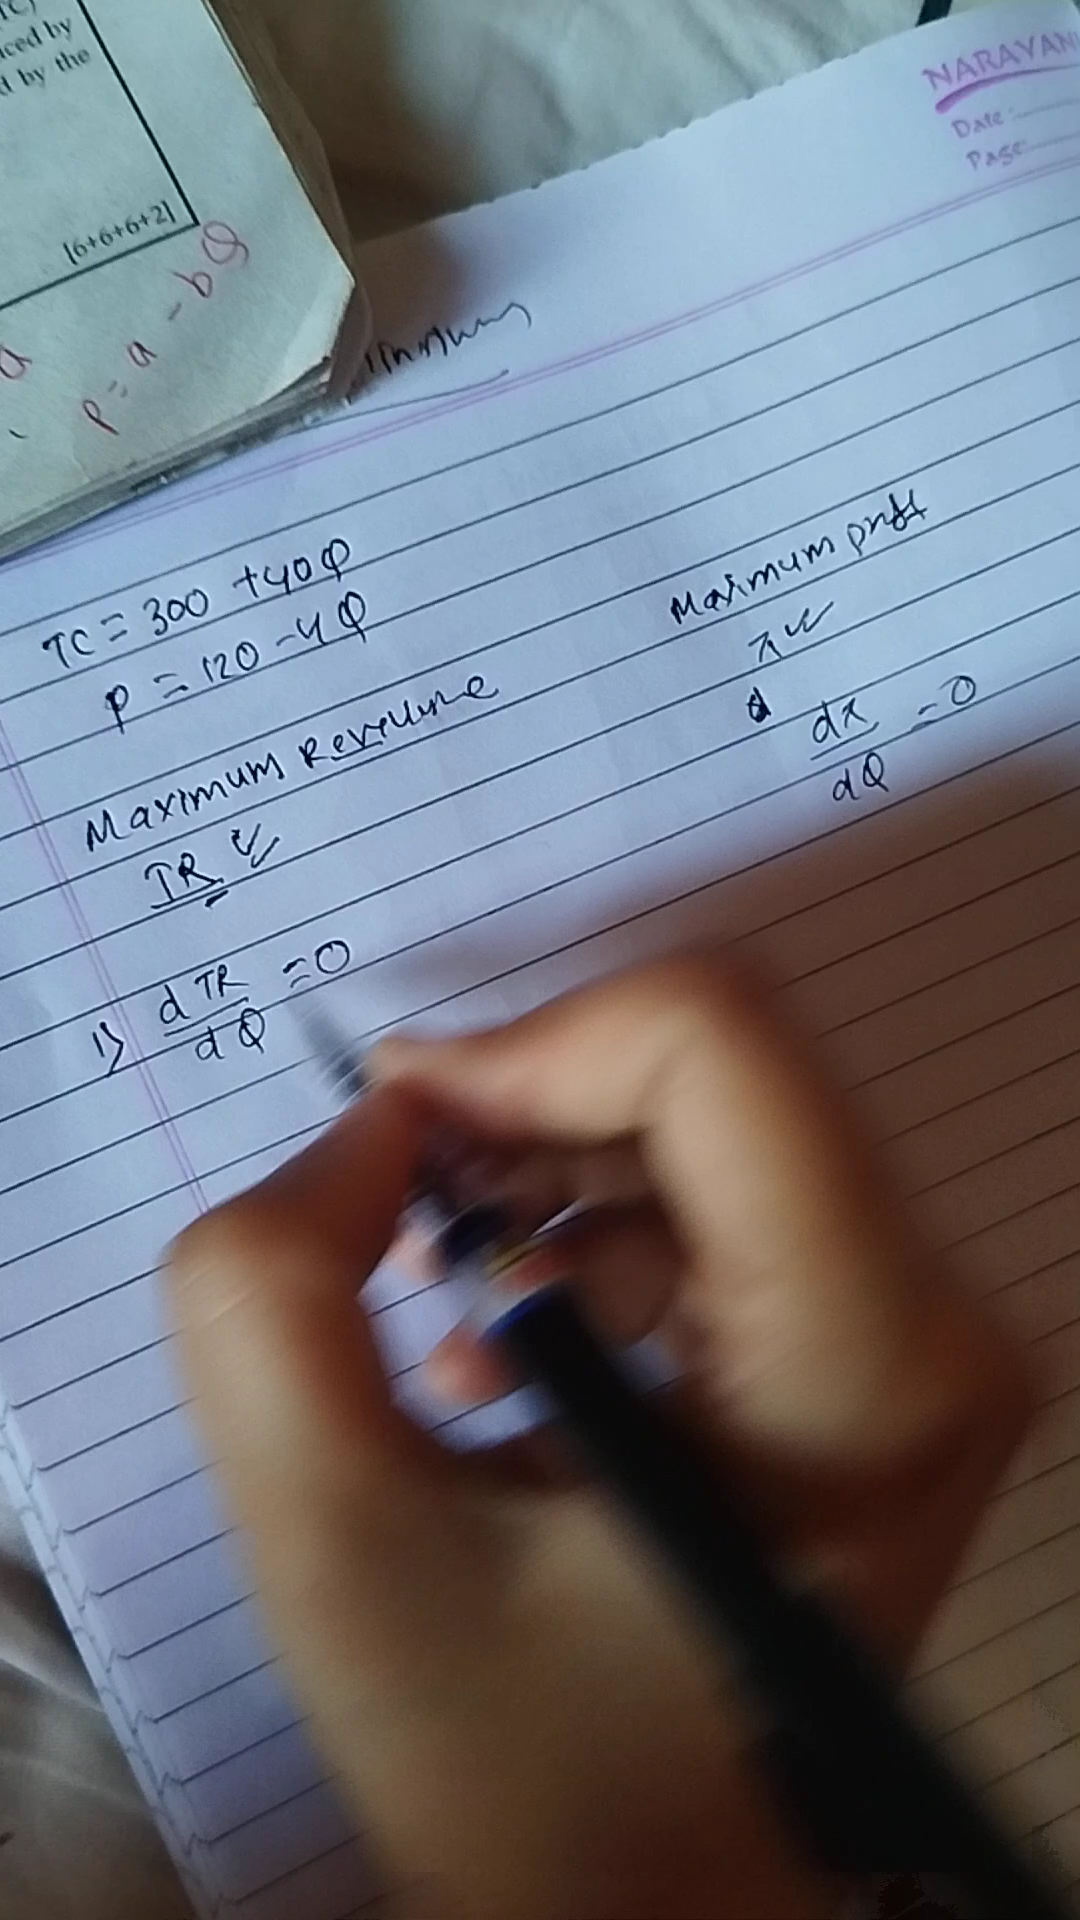 NARAYAN
Date:
Page:
ced by
d by the
[6+6+6+2]
P = a - bQ
TC = 300 + 40Q
P = 120 - 4Q
Maximum Revenue
TR
1) dTR/dQ = 0
Maximum profit
π
dπ/dQ = 0